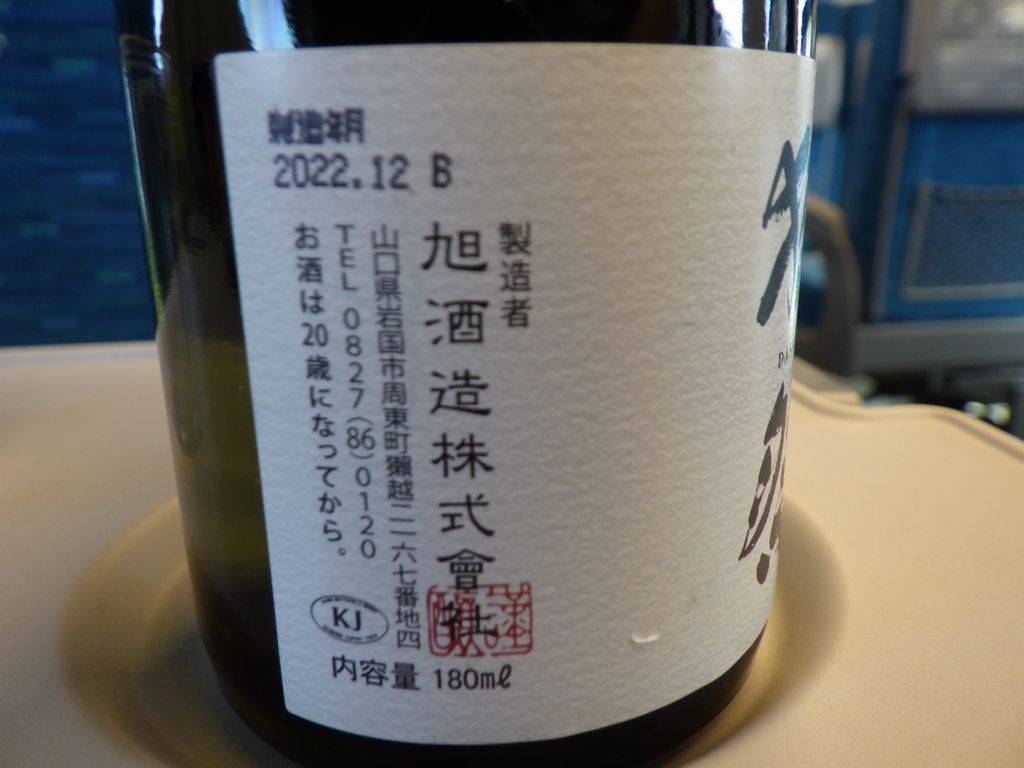 製造年月
2022.12 B
製造者
旭酒造株式會社
山口県岩国市周東町獺越二一六七番地四
TEL 0827(86)0120
お酒は20歳になってから。
KJ
内容量 180mℓ